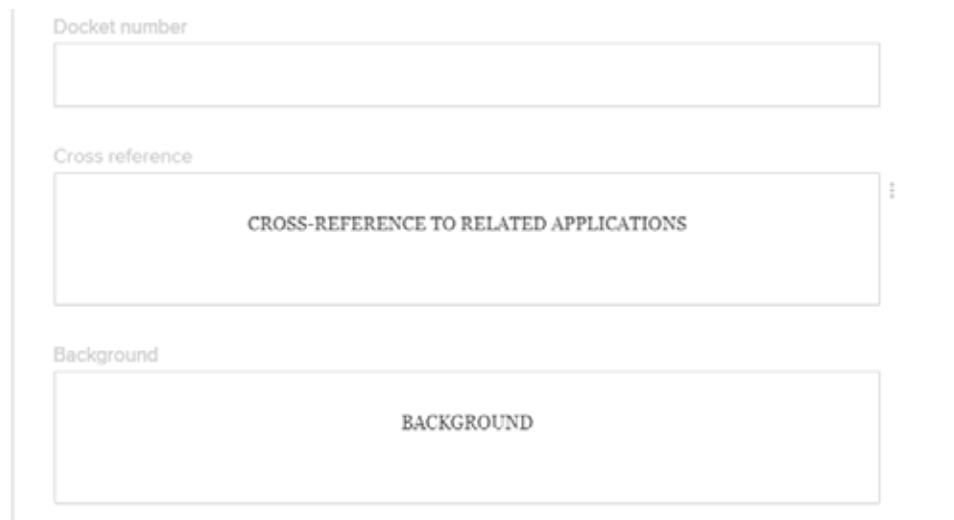 Docket number
Cross reference
CROSS-REFERENCE TO RELATED APPLICATIONS
Background
BACKGROUND